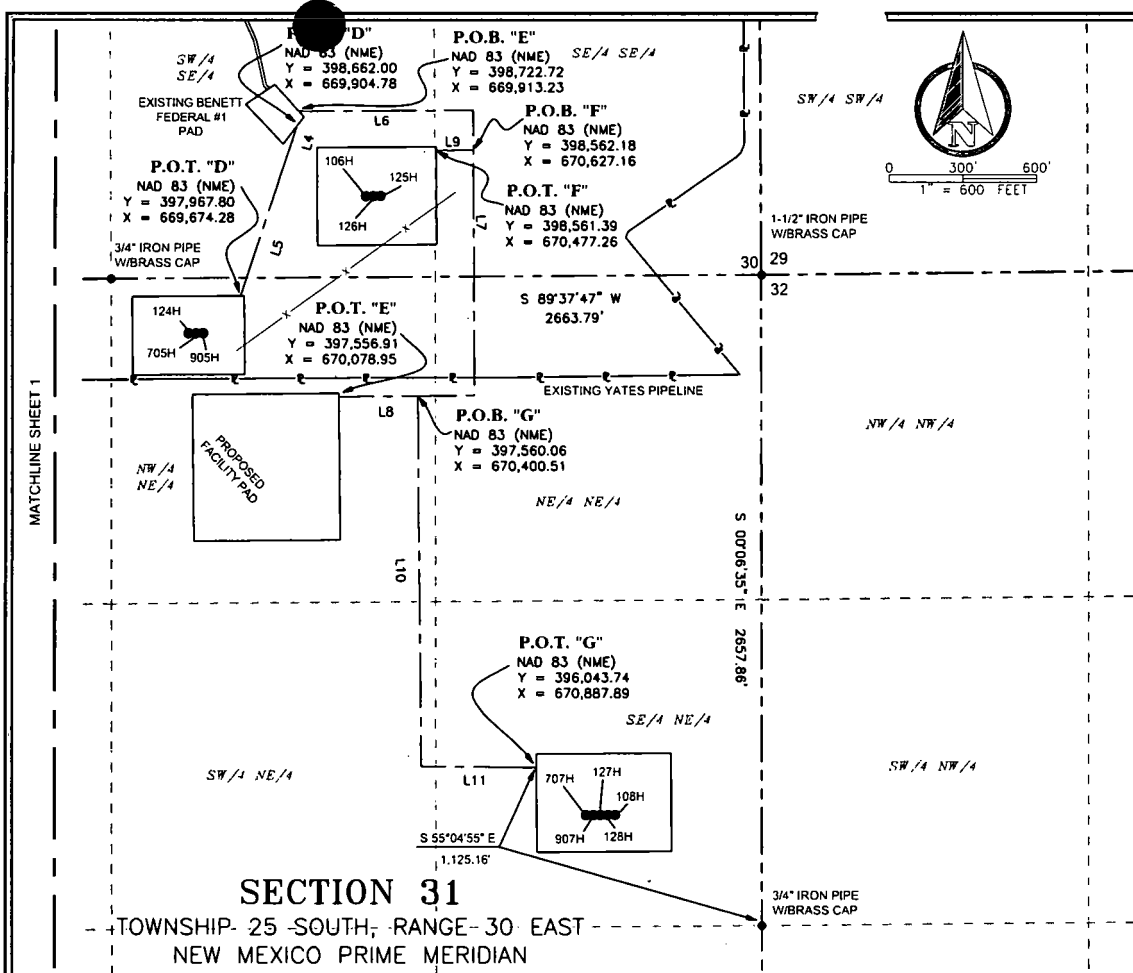 "D"
NAD 83 (NME)
Y = 398,662.00
X = 669,904.78
P.O.B. "E"
NAD 83 (NME)
Y = 398,722.72
X = 669,913.23
SE/4 SE/4
SW/4
SE/4
EXISTING BENETT
FEDERAL #1
PAD
SW/4 SW/4
N
0 300' 600'
1" = 600 FEET
L4
L6
L9
P.O.B. "F"
NAD 83 (NME)
Y = 398,562.18
X = 670,627.16
P.O.T. "D"
NAD 83 (NME)
Y = 397,967.80
X = 669,674.28
106H
125H
126H
P.O.T. "F"
NAD 83 (NME)
Y = 398,561.39
X = 670,477.26
L7
L5
3/4" IRON PIPE
W/BRASS CAP
1-1/2" IRON PIPE
W/BRASS CAP
30 29
32
S 89°37'47" W
2663.79'
124H
705H
905H
P.O.T. "E"
NAD 83 (NME)
Y = 397,556.91
X = 670,078.95
EXISTING YATES PIPELINE
MATCHLINE SHEET 1
L8
P.O.B. "G"
NAD 83 (NME)
Y = 397,560.06
X = 670,400.51
NW/4 NW/4
PROPOSED
FACILITY PAD
NW/4
NE/4
NE/4 NE/4
L10
S 00°06'35" E 2657.86'
P.O.T. "G"
NAD 83 (NME)
Y = 396,043.74
X = 670,887.89
SE/4 NE/4
SW/4 NE/4
L11
707H
127H
108H
907H
128H
SW/4 NW/4
S 55°04'55" E
1,125.16'
3/4" IRON PIPE
W/BRASS CAP
SECTION 31
TOWNSHIP 25 SOUTH, RANGE 30 EAST
NEW MEXICO PRIME MERIDIAN